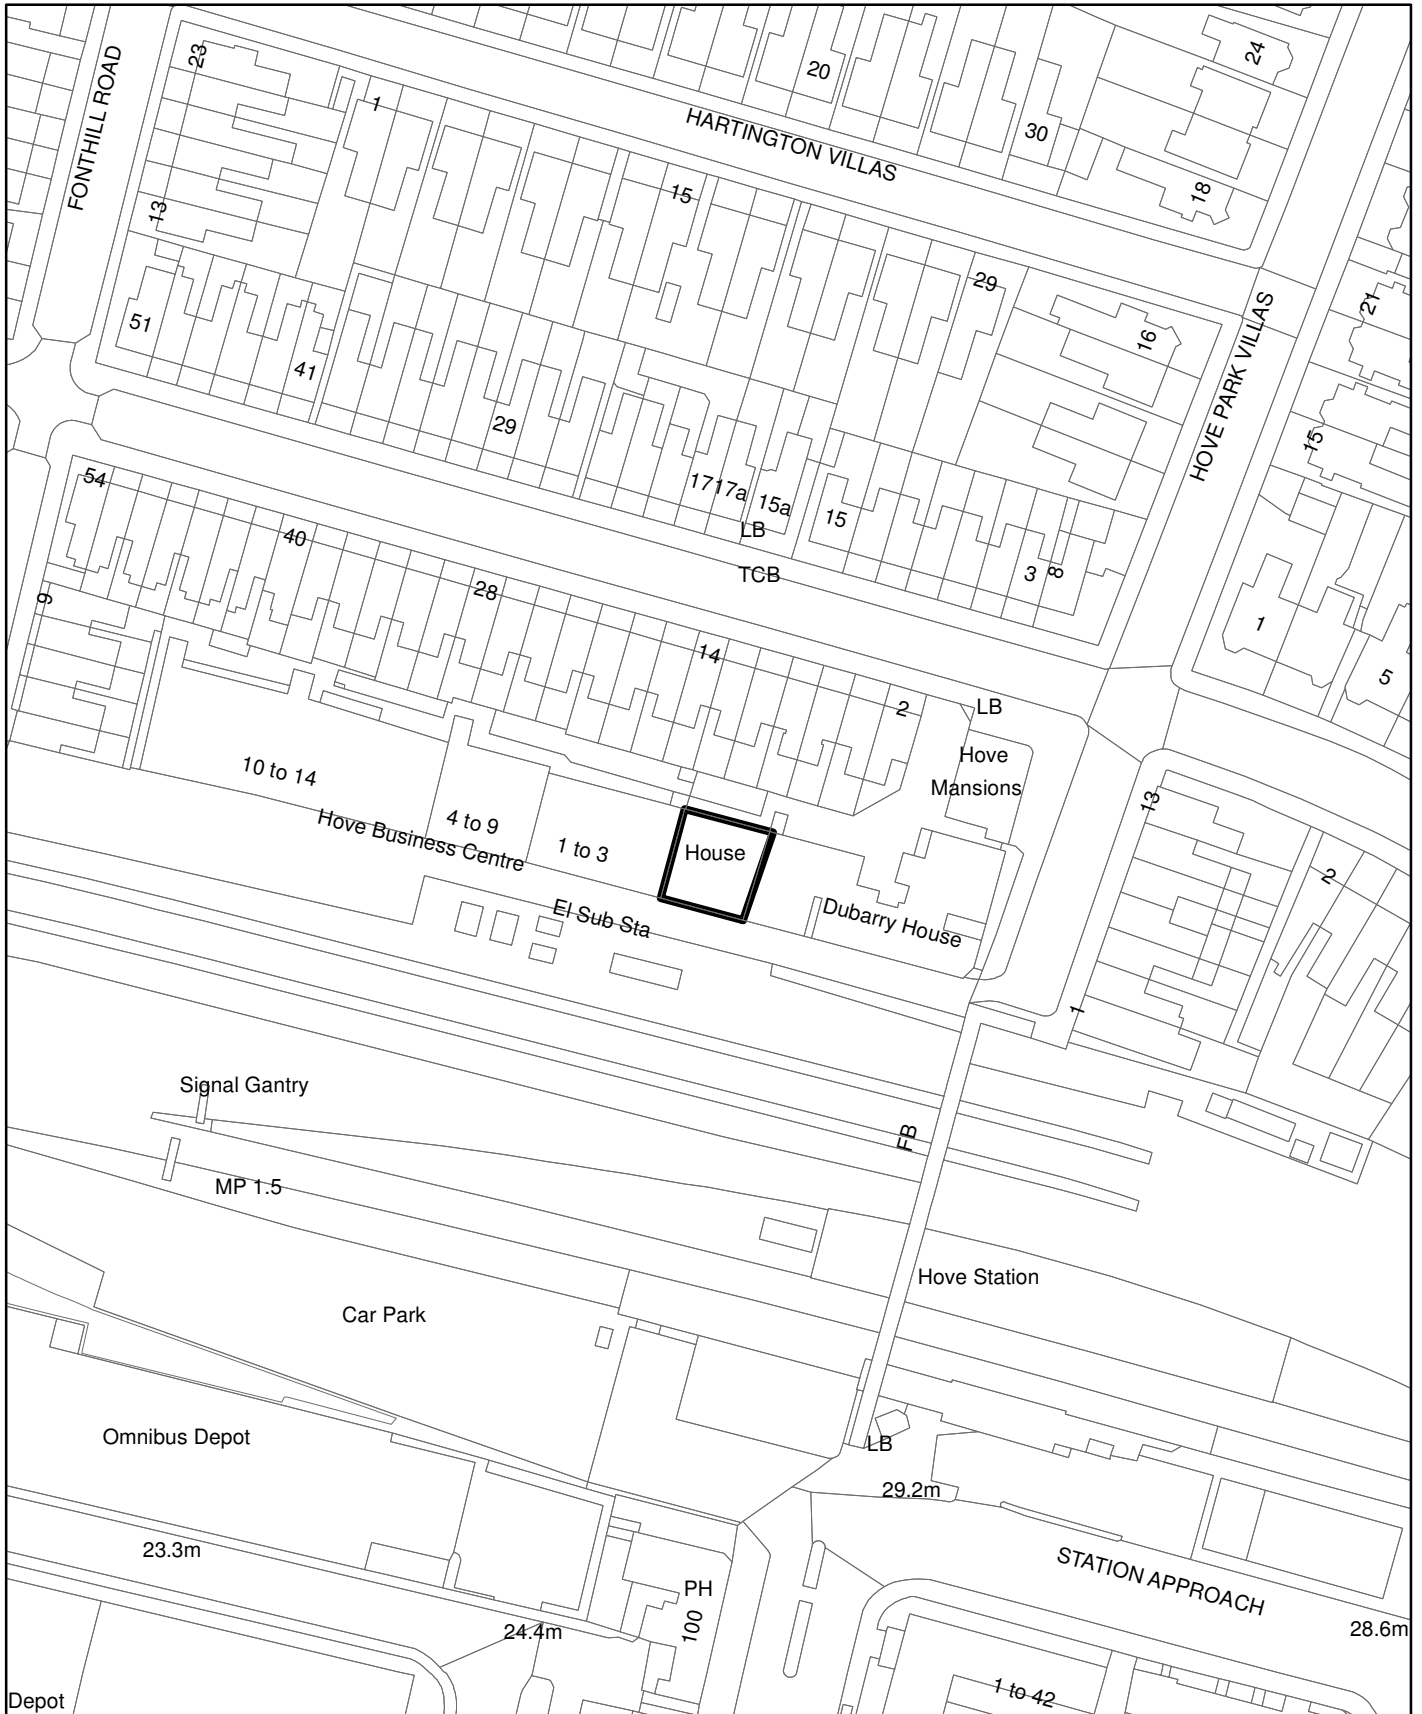 23
FONTHILL ROAD
1
20
24
HARTINGTON VILLAS
30
18
13
15
51
41
29
29
16
HOVE PARK VILLAS
21
15
54
40
28
17
17a
15a
15
LB
TCB
3
8
1
5
9
14
2
LB
Hove
Mansions
10 to 14
4 to 9
Hove Business Centre
1 to 3
House
El Sub Sta
Dubarry House
13
2
1
Signal Gantry
MP 1.5
FB
Hove Station
Car Park
Omnibus Depot
LB
29.2m
23.3m
STATION APPROACH
PH
100
24.4m
28.6m
1 to 42
Depot